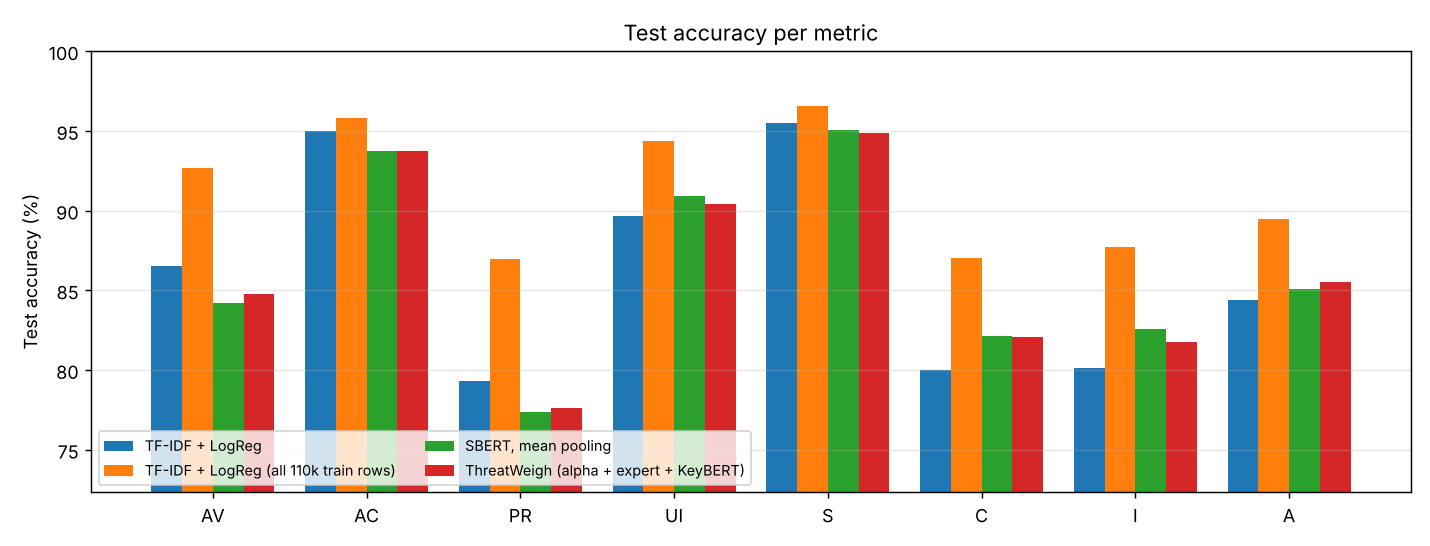 Test accuracy per metric
Test accuracy (%)
100
95
90
85
80
75
TF-IDF + LogReg
TF-IDF + LogReg (all 110k train rows)
SBERT, mean pooling
ThreatWeigh (alpha + expert + KeyBERT)
AV AC PR UI S C I A